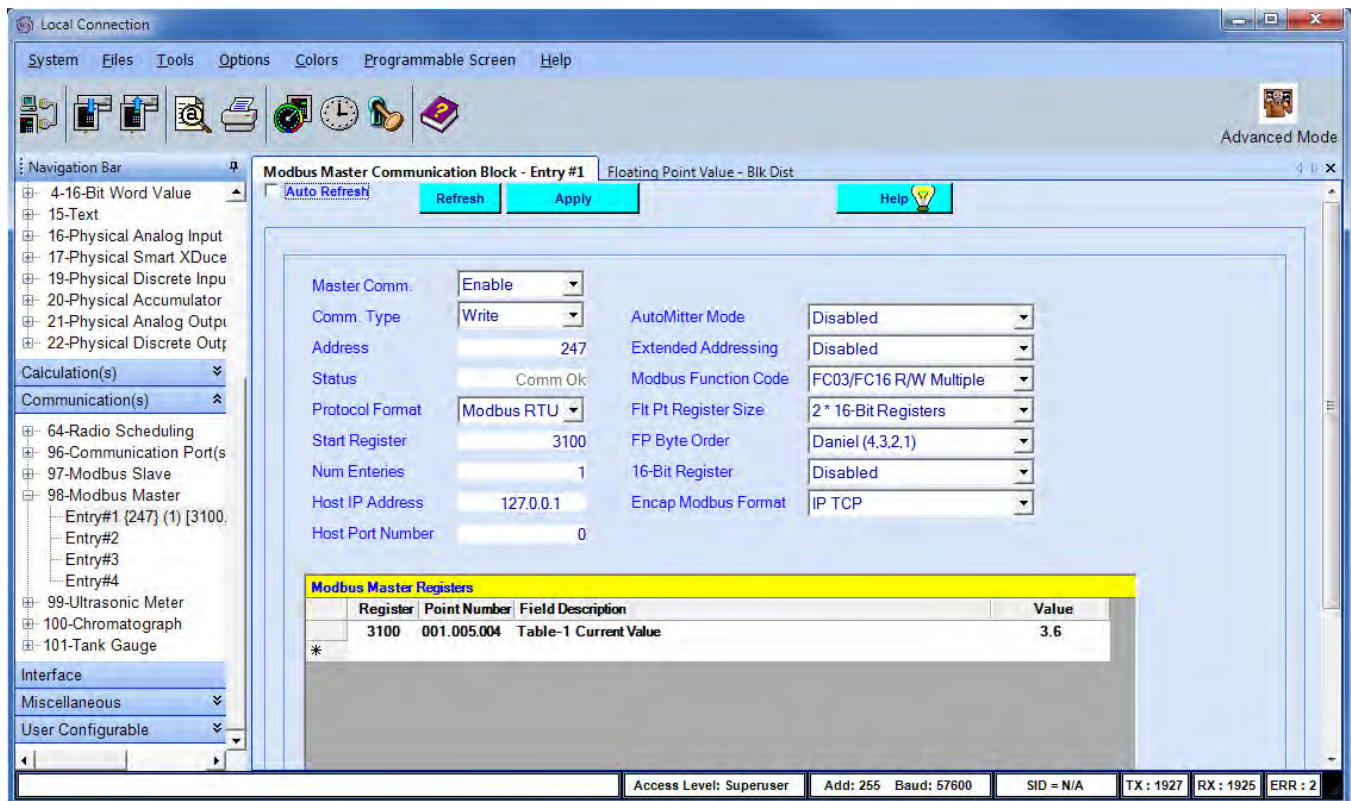 Local Connection
System Files Tools Options Colors Programmable Screen Help
Advanced Mode
Navigation Bar
4-16-Bit Word Value
15-Text
16-Physical Analog Input
17-Physical Smart XDuce
19-Physical Discrete Inpu
20-Physical Accumulator
21-Physical Analog Outpu
22-Physical Discrete Outp
Calculation(s)
Communication(s)
64-Radio Scheduling
96-Communication Port(s
97-Modbus Slave
98-Modbus Master
Entry#1 {247} (1) [3100.
Entry#2
Entry#3
Entry#4
99-Ultrasonic Meter
100-Chromatograph
101-Tank Gauge
Interface
Miscellaneous
User Configurable
Modbus Master Communication Block - Entry #1 Floating Point Value - Blk Dist
Auto Refresh Refresh Apply Help
Master Comm. Enable
Comm. Type Write AutoMitter Mode Disabled
Address 247 Extended Addressing Disabled
Status Comm Ok Modbus Function Code FC03/FC16 R/W Multiple
Protocol Format Modbus RTU Flt Pt Register Size 2 * 16-Bit Registers
Start Register 3100 FP Byte Order Daniel (4,3,2,1)
Num Enteries 1 16-Bit Register Disabled
Host IP Address 127.0.0.1 Encap Modbus Format IP TCP
Host Port Number 0
Modbus Master Registers
Register Point Number Field Description Value
3100 001.005.004 Table-1 Current Value 3.6
*
Access Level: Superuser Add: 255 Baud: 57600 SID = N/A TX : 1927 RX : 1925 ERR : 2